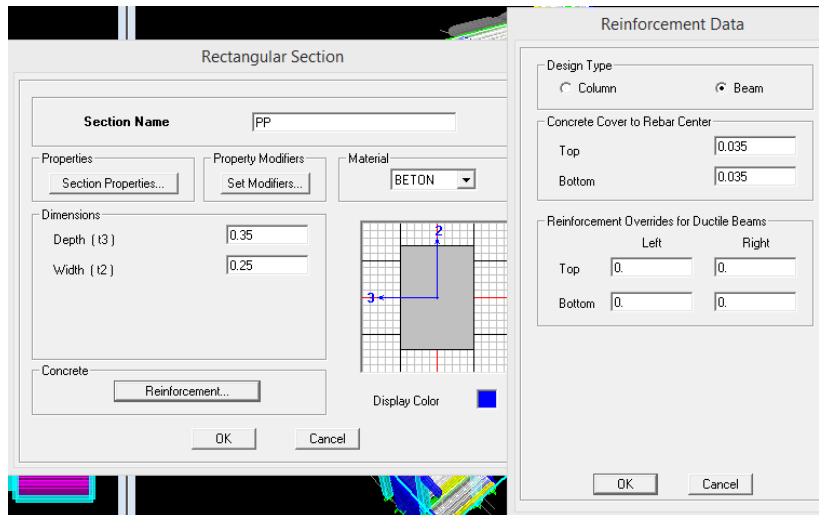 Rectangular Section
Section Name PP
Properties
Section Properties...
Property Modifiers
Set Modifiers...
Material
BETON
Dimensions
Depth ( t3 ) 0.35
Width ( t2 ) 0.25
2
3
Concrete
Reinforcement...
Display Color
OK Cancel
Reinforcement Data
Design Type
Column Beam
Concrete Cover to Rebar Center
Top 0.035
Bottom 0.035
Reinforcement Overrides for Ductile Beams
Left Right
Top 0. 0.
Bottom 0. 0.
OK Cancel